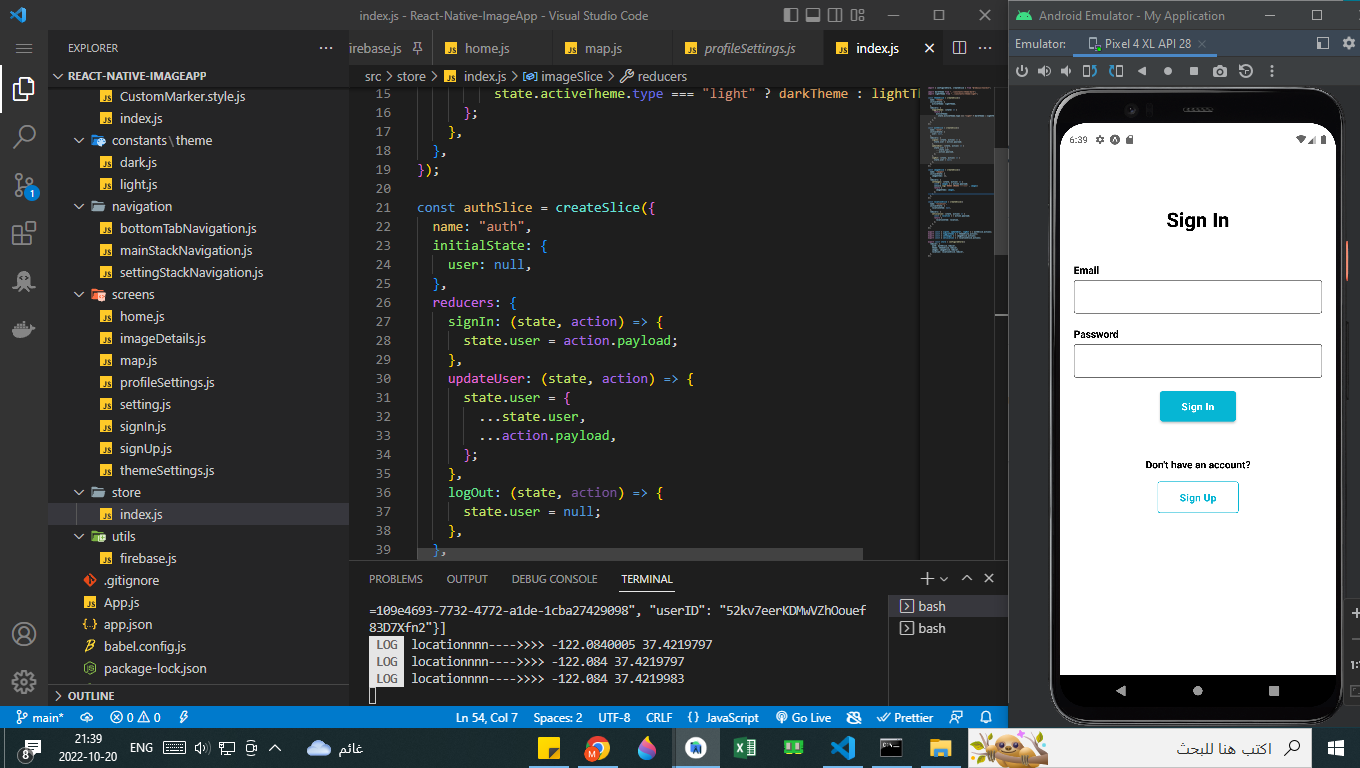 index.js - React-Native-ImageApp - Visual Studio Code
EXPLORER
REACT-NATIVE-IMAGEAPP
CustomMarker.style.js
index.js
constants\theme
dark.js
light.js
navigation
bottomTabNavigation.js
mainStackNavigation.js
settingStackNavigation.js
screens
home.js
imageDetails.js
map.js
profileSettings.js
setting.js
signIn.js
signUp.js
themeSettings.js
store
index.js
utils
firebase.js
.gitignore
App.js
app.json
babel.config.js
package-lock.json
OUTLINE
irebase.js
home.js
map.js
profileSettings.js
index.js
src > store > index.js > imageSlice > reducers
15 state.activeTheme.type === "light" ? darkTheme : lightTh
16 };
17 },
18 },
19 });
20
21 const authSlice = createSlice({
22 name: "auth",
23 initialState: {
24 user: null,
25 },
26 reducers: {
27 signIn: (state, action) => {
28 state.user = action.payload;
29 },
30 updateUser: (state, action) => {
31 state.user = {
32 ...state.user,
33 ...action.payload,
34 };
35 },
36 logOut: (state, action) => {
37 state.user = null;
38 },
39 },
PROBLEMS OUTPUT DEBUG CONSOLE TERMINAL
=109e4693-7732-4772-a1de-1cba27429098", "userID": "52kv7eerKDMwVZhOouef
83D7Xfn2"}]
LOG locationnnn---->>>> -122.0840005 37.4219797
LOG locationnnn---->>>> -122.084 37.4219797
LOG locationnnn---->>>> -122.084 37.4219983
bash
bash
main* 0 0 Ln 54, Col 7 Spaces: 2 UTF-8 CRLF {} JavaScript Go Live Prettier
Android Emulator - My Application
Emulator: Pixel 4 XL API 28
6:39
Sign In
Email
Password
Sign In
Don't have an account?
Sign Up
1:1
1
8
21:39
2022-10-20
ENG
غائم
اكتب هنا للبحث